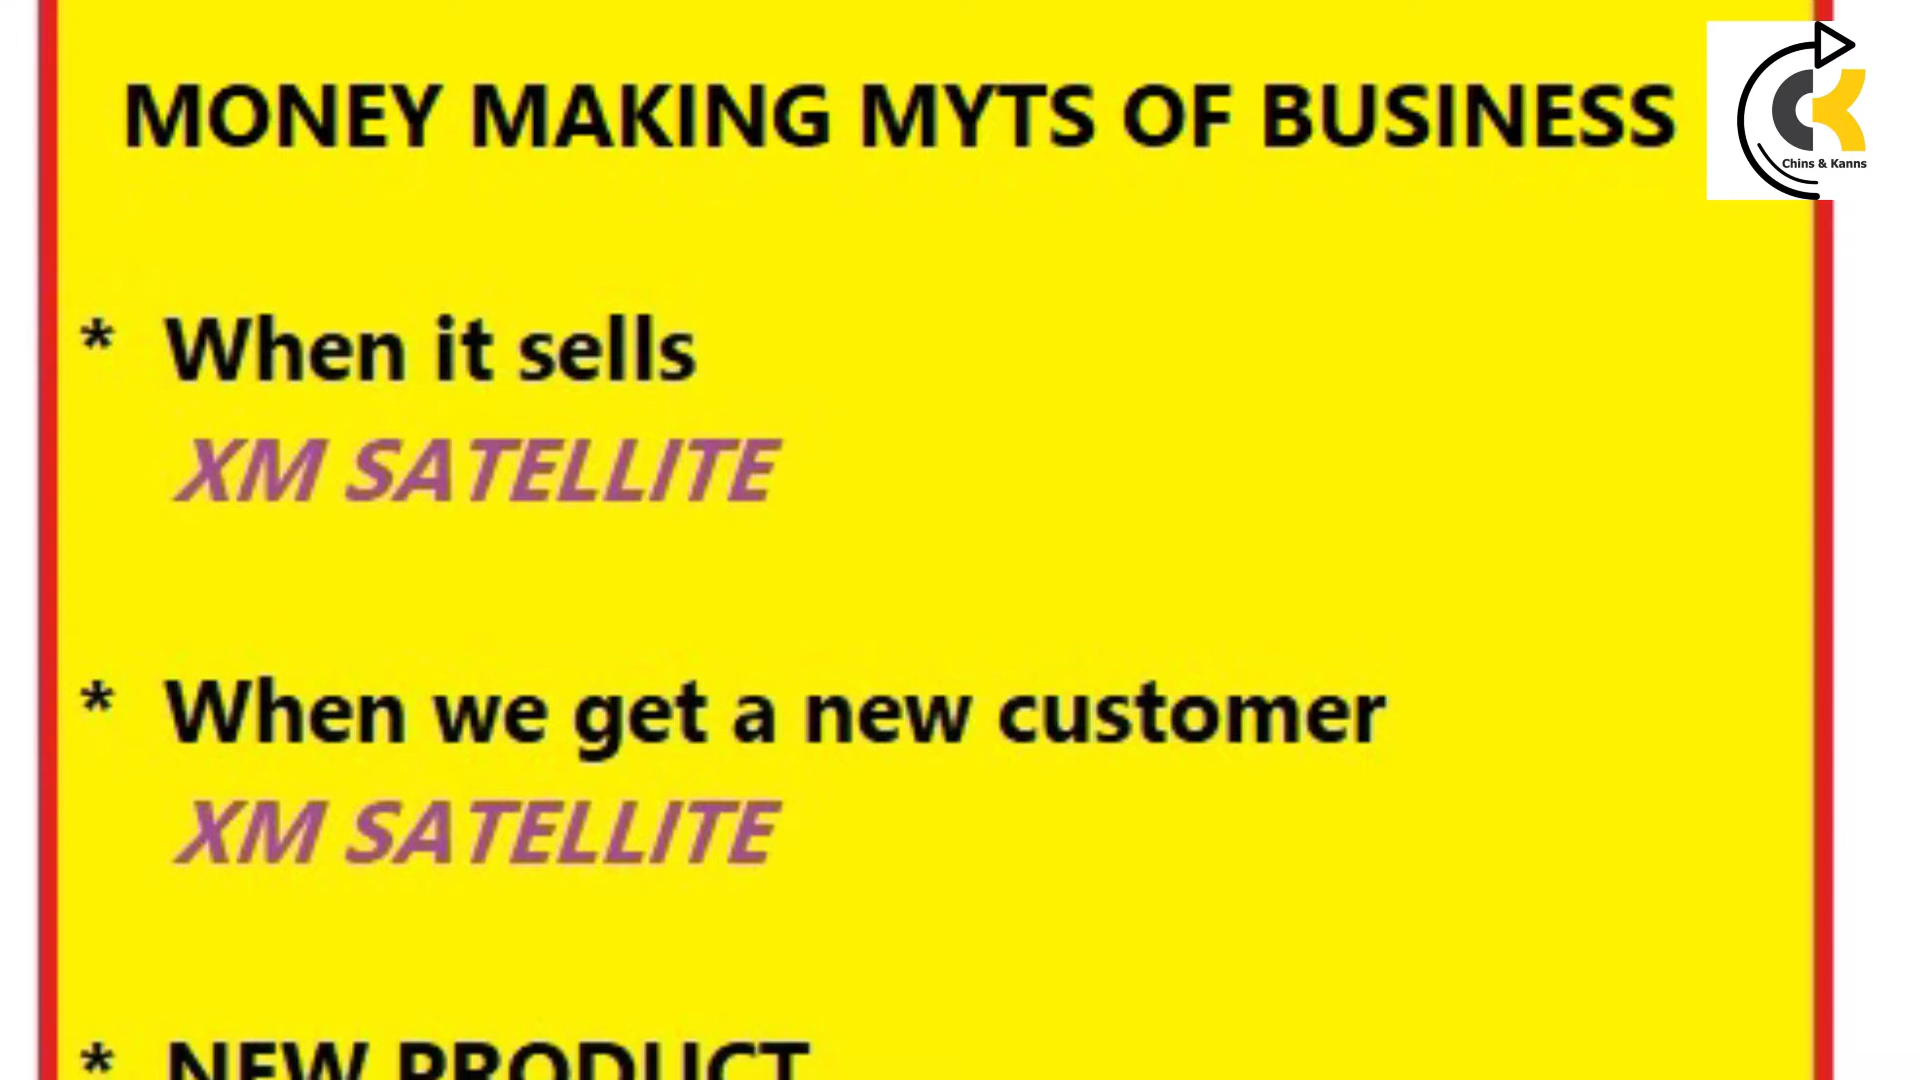 MONEY MAKING MYTS OF BUSINESS
Chins & Kanns
* When it sells
XM SATELLITE
* When we get a new customer
XM SATELLITE
* NEW PRODUCT